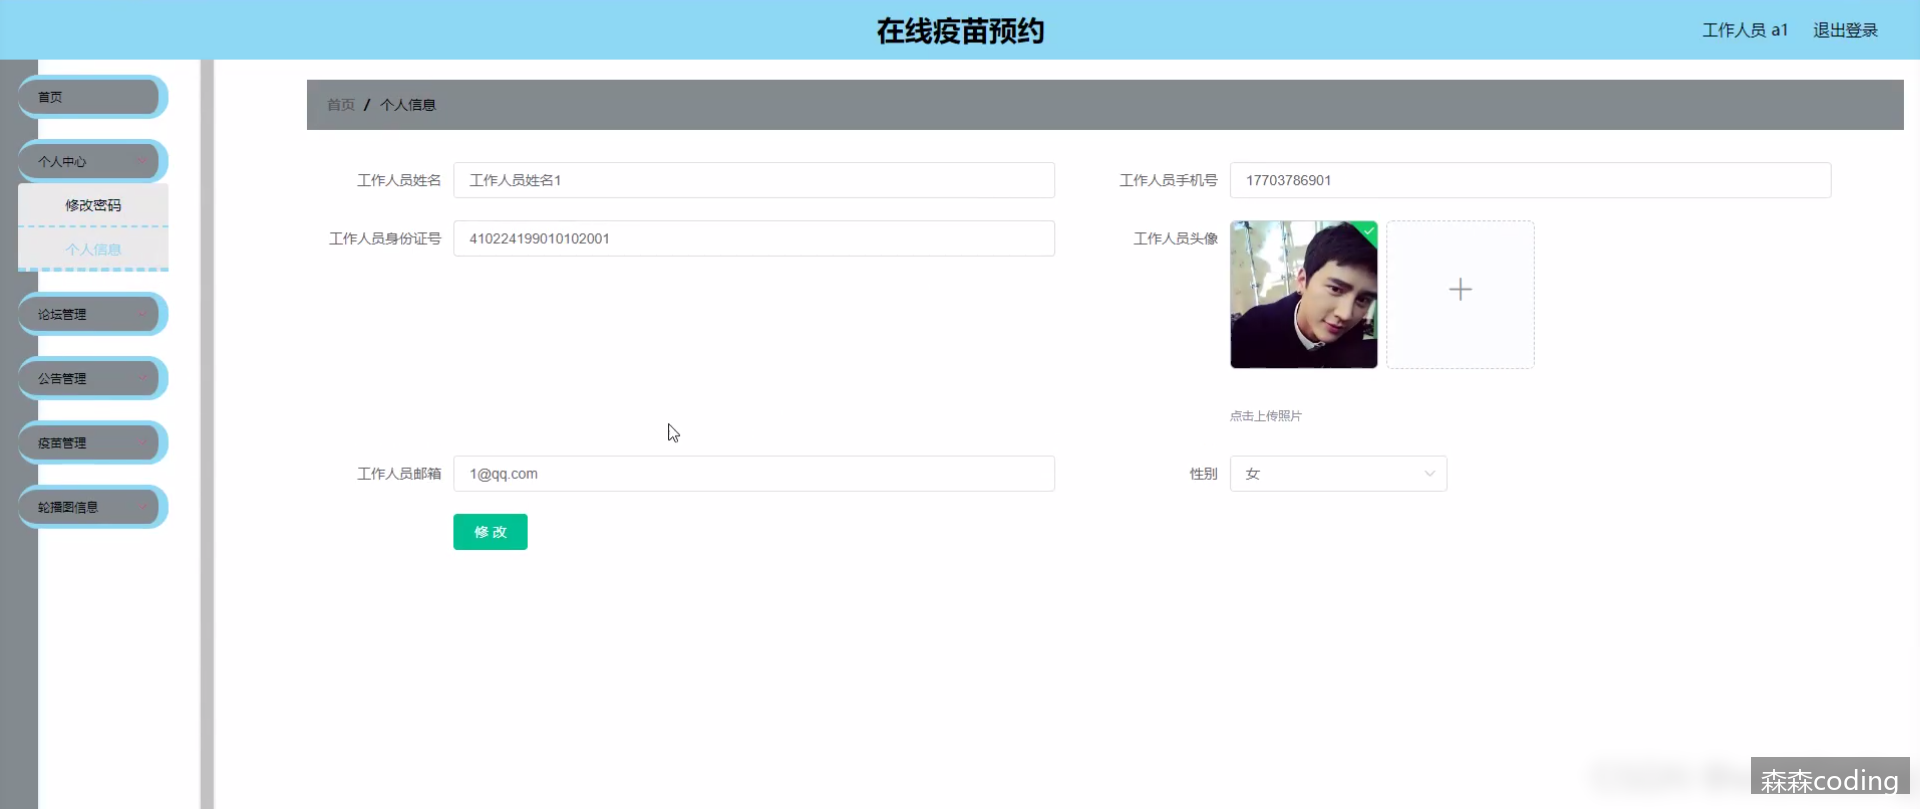 在线疫苗预约
工作人员 a1
退出登录
首页
个人中心
修改密码
个人信息
论坛管理
公告管理
疫苗管理
轮播图信息
首页 / 个人信息
工作人员姓名 工作人员姓名1
工作人员手机号 17703786901
工作人员身份证号 410224199010102001
工作人员头像
点击上传照片
工作人员邮箱 1@qq.com
性别 女
修 改
森森coding